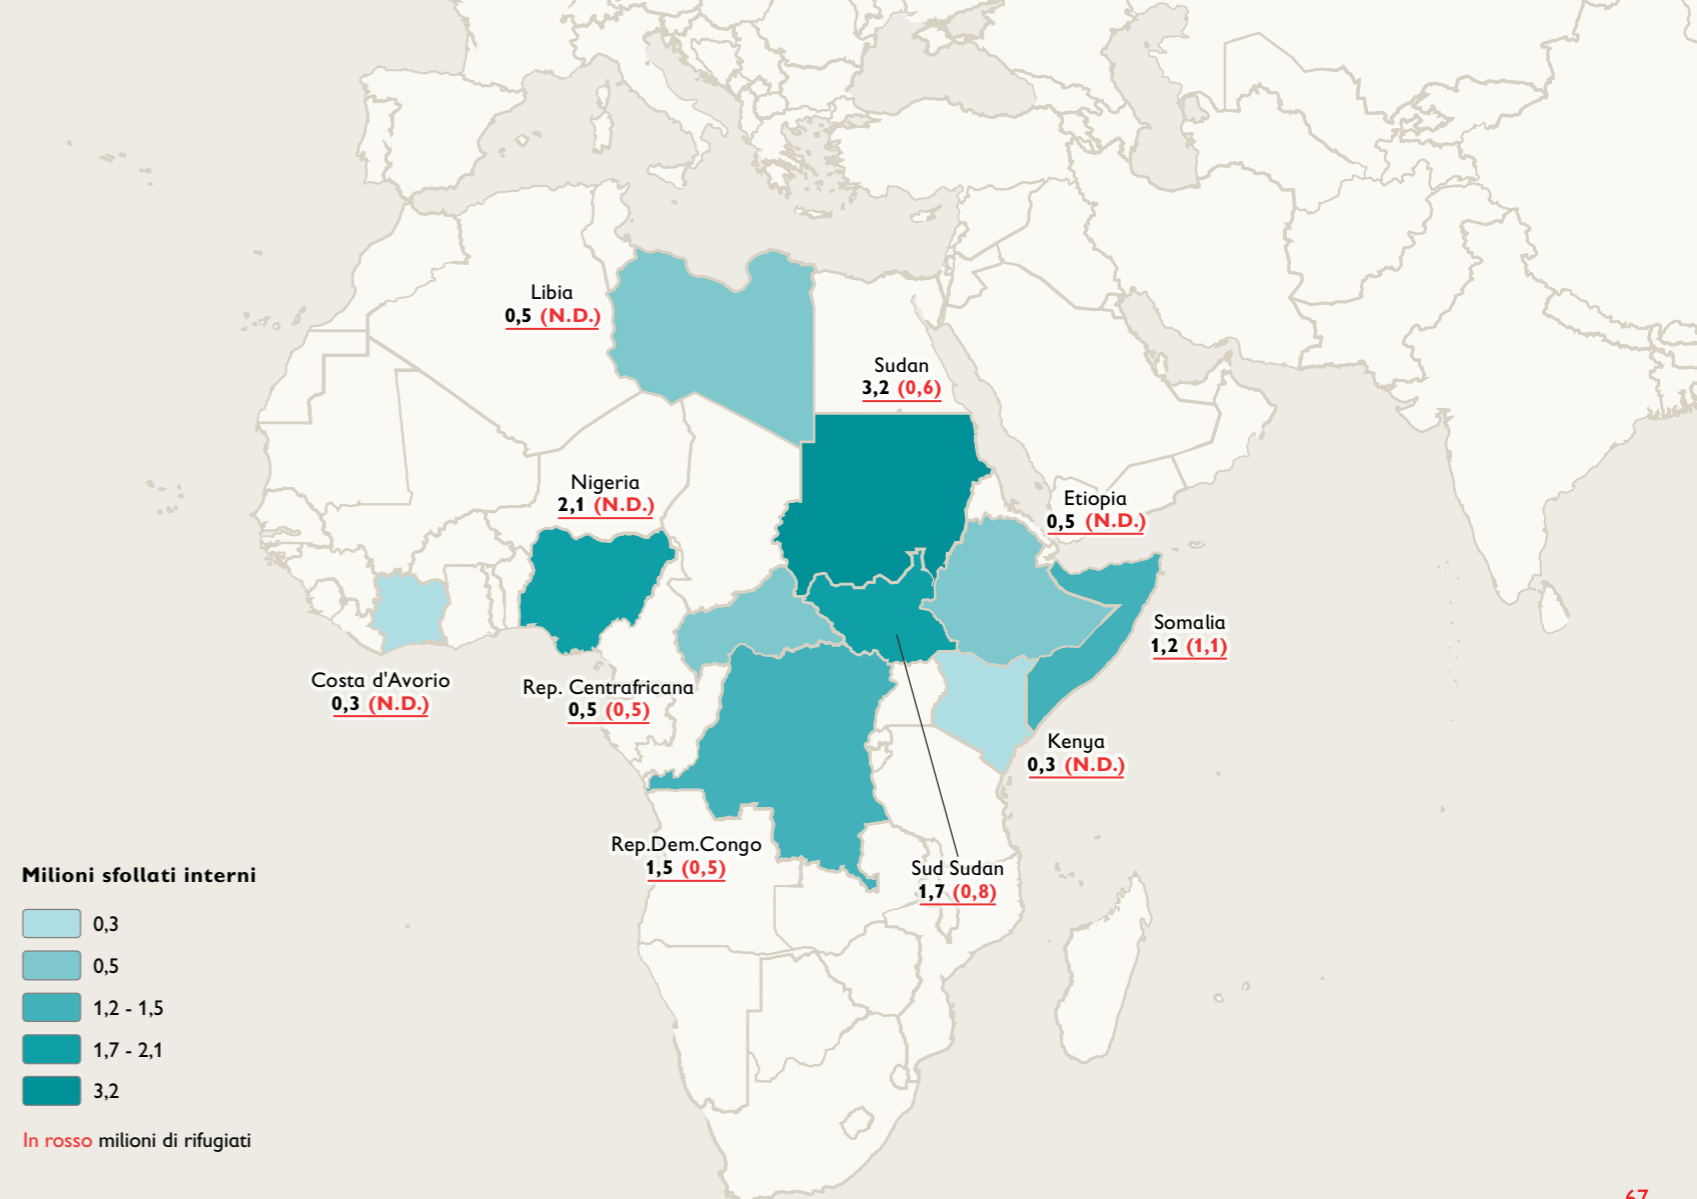 Libia
0,5 (N.D.)
Sudan
3,2 (0,6)
Nigeria
2,1 (N.D.)
Etiopia
0,5 (N.D.)
Somalia
1,2 (1,1)
Costa d'Avorio
0,3 (N.D.)
Rep. Centrafricana
0,5 (0,5)
Kenya
0,3 (N.D.)
Rep.Dem.Congo
1,5 (0,5)
Sud Sudan
1,7 (0,8)
Milioni sfollati interni
0,3
0,5
1,2 - 1,5
1,7 - 2,1
3,2
In rosso milioni di rifugiati
67